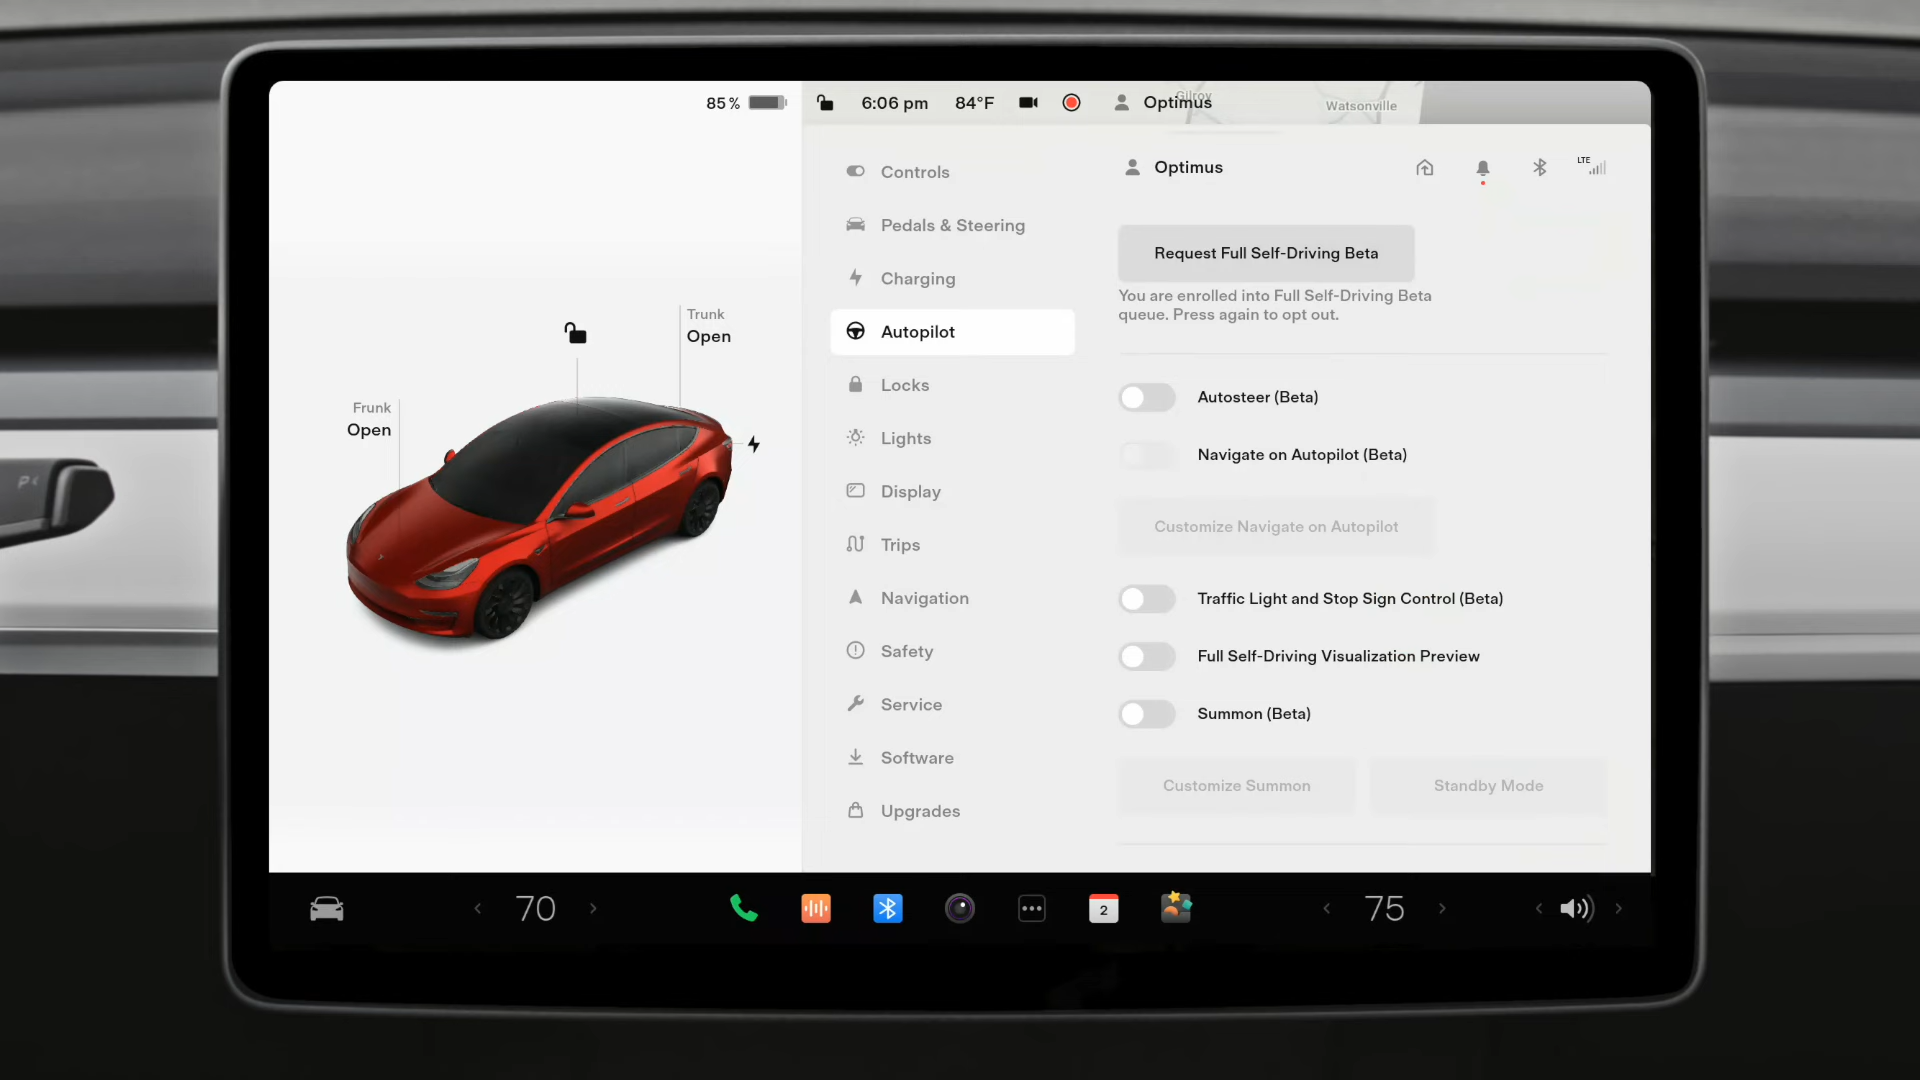 85 %
6:06 pm
84°F
Optimus
Gilroy
Watsonville
Controls
Pedals & Steering
Charging
Autopilot
Locks
Lights
Display
Trips
Navigation
Safety
Service
Software
Upgrades
Trunk
Open
Frunk
Open
Optimus
LTE
Request Full Self-Driving Beta
You are enrolled into Full Self-Driving Beta
queue. Press again to opt out.
Autosteer (Beta)
Navigate on Autopilot (Beta)
Customize Navigate on Autopilot
Traffic Light and Stop Sign Control (Beta)
Full Self-Driving Visualization Preview
Summon (Beta)
Customize Summon
Standby Mode
P
70
2
75